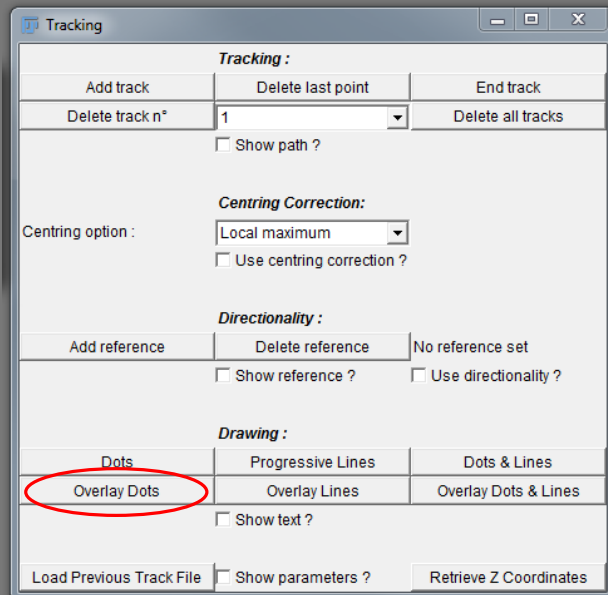 Tracking
Tracking :
Add track Delete last point End track
Delete track n° 1 Delete all tracks
Show path ?
Centring Correction:
Centring option : Local maximum
Use centring correction ?
Directionality :
Add reference Delete reference No reference set
Show reference ? Use directionality ?
Drawing :
Dots Progressive Lines Dots & Lines
Overlay Dots Overlay Lines Overlay Dots & Lines
Show text ?
Load Previous Track File Show parameters ? Retrieve Z Coordinates